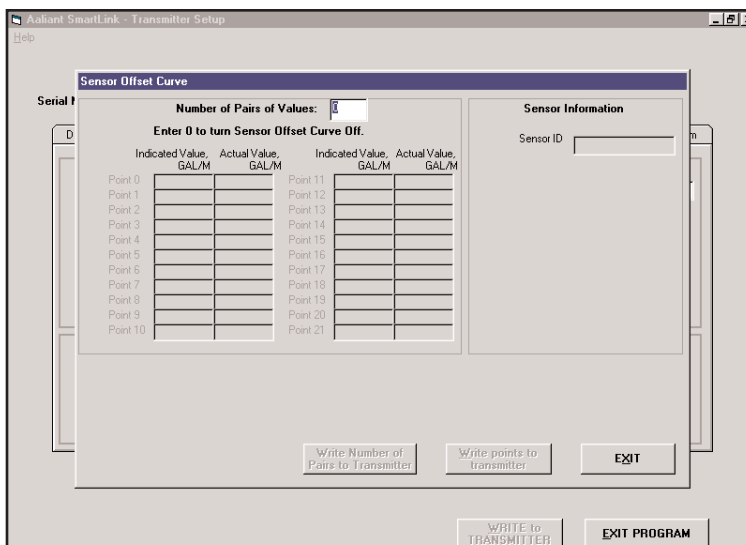 Aaliant SmartLink - Transmitter Setup
Help
Sensor Offset Curve
Serial
Number of Pairs of Values: 0
Enter 0 to turn Sensor Offset Curve Off.
Indicated Value, GAL/M Actual Value, GAL/M Indicated Value, GAL/M Actual Value, GAL/M
Point 0 Point 11
Point 1 Point 12
Point 2 Point 13
Point 3 Point 14
Point 4 Point 15
Point 5 Point 16
Point 6 Point 17
Point 7 Point 18
Point 8 Point 19
Point 9 Point 20
Point 10 Point 21
Sensor Information
Sensor ID
D
m
Write Number of
Pairs to Transmitter
Write points to
transmitter
EXIT
WRITE to
TRANSMITTER
EXIT PROGRAM